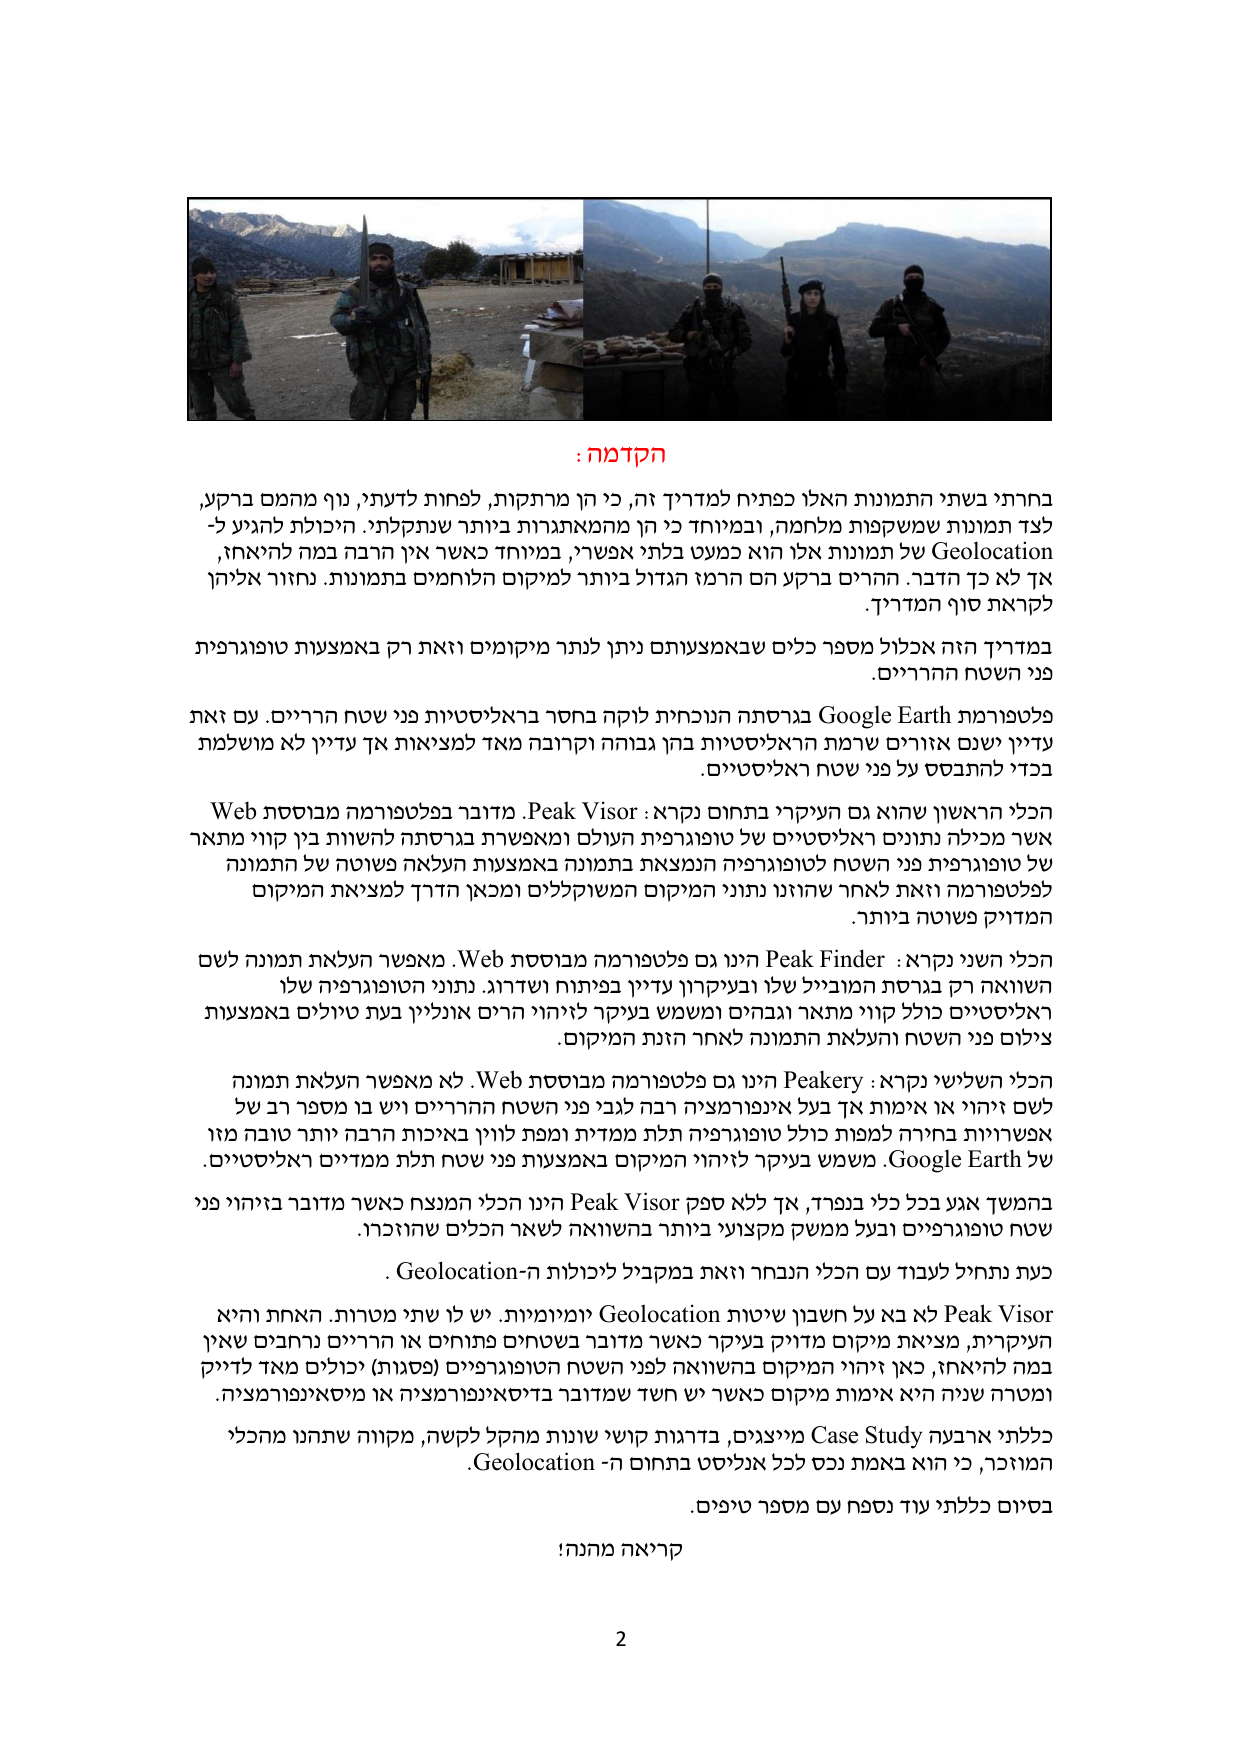 הקדמה :
בחרתי בשתי התמונות האלו כפתיח למדריך זה, כי הן מרתקות, לפחות לדעתי, נוף מהמם ברקע,
לצד תמונות שמשקפות מלחמה, ובמיוחד כי הן מהמאתגרות ביותר שנתקלתי. היכולת להגיע ל-
Geolocation של תמונות אלו הוא כמעט בלתי אפשרי, במיוחד כאשר אין הרבה במה להיאחז,
אך לא כך הדבר. ההרים ברקע הם הרמז הגדול ביותר למיקום הלוחמים בתמונות. נחזור אליהן
לקראת סוף המדריך.
במדריך הזה אכלול מספר כלים שבאמצעותם ניתן לנתר מיקומים וזאת רק באמצעות טופוגרפית
פני השטח ההרריים.
פלטפורמת Google Earth בגרסתה הנוכחית לוקה בחסר בראליסטיות פני שטח הרריים. עם זאת
עדיין ישנם אזורים שרמת הראליסטיות בהן גבוהה וקרובה מאד למציאות אך עדיין לא מושלמת
בכדי להתבסס על פני שטח ראליסטיים.
הכלי הראשון שהוא גם העיקרי בתחום נקרא : Peak Visor. מדובר בפלטפורמה מבוססת Web
אשר מכילה נתונים ראליסטיים של טופוגרפית העולם ומאפשרת בגרסתה להשוות בין קווי מתאר
של טופוגרפית פני השטח לטופוגרפיה הנמצאת בתמונה באמצעות העלאה פשוטה של התמונה
לפלטפורמה וזאת לאחר שהוזנו נתוני המיקום המשוקללים ומכאן הדרך למציאת המיקום
המדויק פשוטה ביותר.
הכלי השני נקרא : Peak Finder הינו גם פלטפורמה מבוססת Web. מאפשר העלאת תמונה לשם
השוואה רק בגרסת המובייל שלו ובעיקרון עדיין בפיתוח ושדרוג. נתוני הטופוגרפיה שלו
ראליסטיים כולל קווי מתאר וגבהים ומשמש בעיקר לזיהוי הרים אונליין בעת טיולים באמצעות
צילום פני השטח והעלאת התמונה לאחר הזנת המיקום.
הכלי השלישי נקרא : Peakery הינו גם פלטפורמה מבוססת Web. לא מאפשר העלאת תמונה
לשם זיהוי או אימות אך בעל אינפורמציה רבה לגבי פני השטח ההרריים ויש בו מספר רב של
אפשרויות בחירה למפות כולל טופוגרפיה תלת ממדית ומפת לווין באיכות הרבה יותר טובה מזו
של Google Earth. משמש בעיקר לזיהוי המיקום באמצעות פני שטח תלת ממדיים ראליסטיים.
בהמשך אגע בכל כלי בנפרד, אך ללא ספק Peak Visor הינו הכלי המנצח כאשר מדובר בזיהוי פני
שטח טופוגרפיים ובעל ממשק מקצועי ביותר בהשוואה לשאר הכלים שהוזכרו.
כעת נתחיל לעבוד עם הכלי הנבחר וזאת במקביל ליכולות ה-Geolocation .
Peak Visor לא בא על חשבון שיטות Geolocation יומיומיות. יש לו שתי מטרות. האחת והיא
העיקרית, מציאת מיקום מדויק בעיקר כאשר מדובר בשטחים פתוחים או הרריים נרחבים שאין
במה להיאחז, כאן זיהוי המיקום בהשוואה לפני השטח הטופוגרפיים (פסגות) יכולים מאד לדייק
ומטרה שניה היא אימות מיקום כאשר יש חשד שמדובר בדיסאינפורמציה או מיסאינפורמציה.
כללתי ארבעה Case Study מייצגים, בדרגות קושי שונות מהקל לקשה, מקווה שתהנו מהכלי
המוזכר, כי הוא באמת נכס לכל אנליסט בתחום ה- Geolocation.
בסיום כללתי עוד נספח עם מספר טיפים.
קריאה מהנה!
2